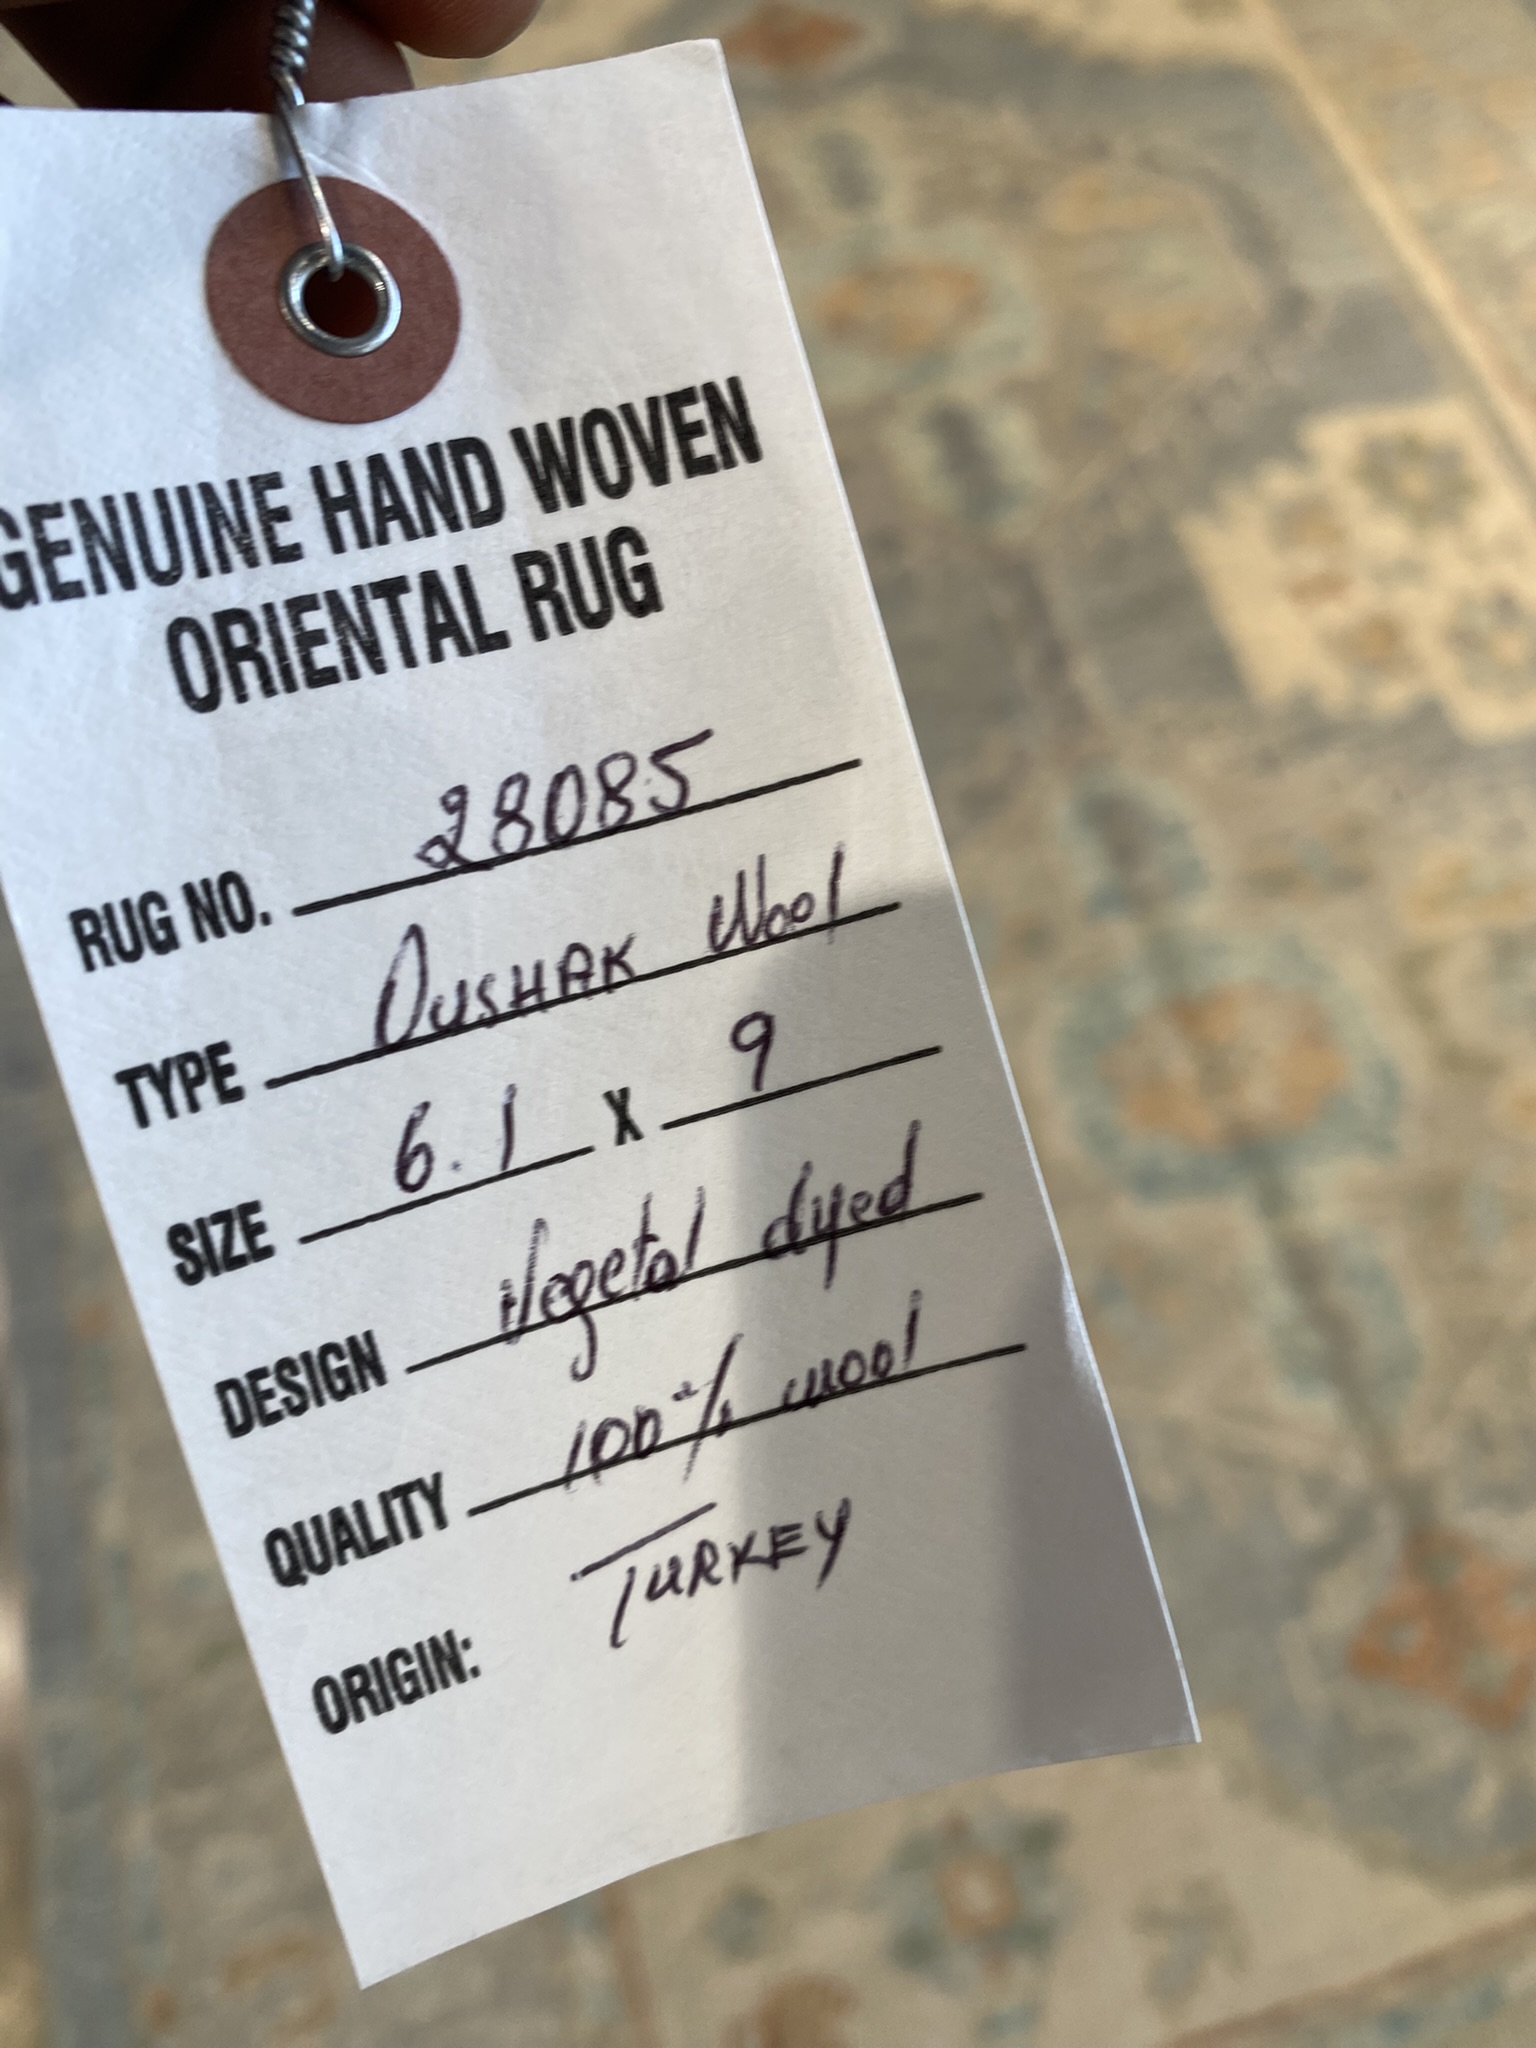 GENUINE HAND WOVEN
ORIENTAL RUG
RUG NO. 28085
TYPE OUSHAK Wool
SIZE 6.1 X 9
DESIGN Vegetal dyed
QUALITY 100% wool
ORIGIN: TURKEY